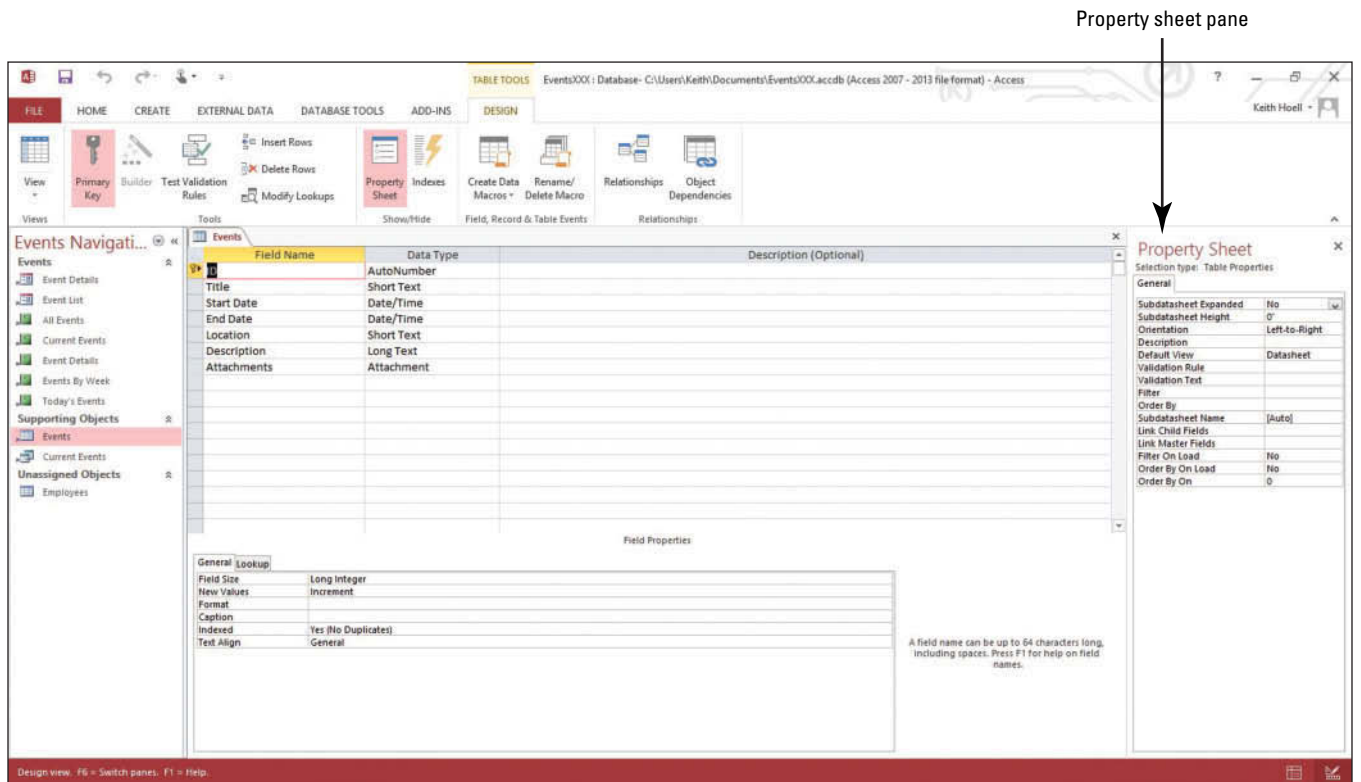 Property sheet pane
TABLE TOOLS EventsXXX : Database- C:\Users\Keith\Documents\EventsXXX.accdb (Access 2007 - 2013 file format) - Access
?
FILE HOME CREATE EXTERNAL DATA DATABASE TOOLS ADD-INS DESIGN Keith Hoell
View
Primary Key
Builder
Test Validation Rules
Insert Rows
Delete Rows
Modify Lookups
Property Sheet
Indexes
Create Data Macros
Rename/ Delete Macro
Relationships
Object Dependencies
Views Tools Show/Hide Field, Record & Table Events Relationships
Events Navigati...
Events
Event Details
Event List
All Events
Current Events
Event Details
Events By Week
Today's Events
Supporting Objects
Events
Current Events
Unassigned Objects
Employees
Events
Field Name Data Type Description (Optional)
ID AutoNumber
Title Short Text
Start Date Date/Time
End Date Date/Time
Location Short Text
Description Long Text
Attachments Attachment
Field Properties
General Lookup
Field Size Long Integer
New Values Increment
Format
Caption
Indexed Yes (No Duplicates)
Text Align General
A field name can be up to 64 characters long,
including spaces. Press F1 for help on field
names.
Property Sheet
Selection type: Table Properties
General
Subdatasheet Expanded No
Subdatasheet Height 0"
Orientation Left-to-Right
Description
Default View Datasheet
Validation Rule
Validation Text
Filter
Order By
Subdatasheet Name [Auto]
Link Child Fields
Link Master Fields
Filter On Load No
Order By On Load No
Order By On 0
Design view. F6 = Switch panes. F1 = Help.